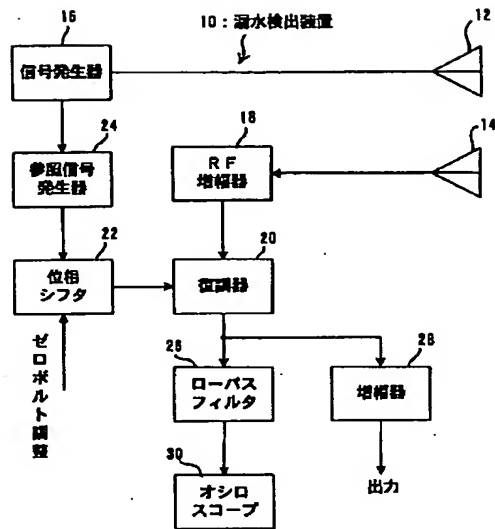 16
10：漏水検出装置
12
信号発生器
24
18
14
参照信号
発生器
RF
増幅器
22
20
位相
シフタ
復調器
ゼロボルト調整
26
28
ローパス
フィルタ
増幅器
30
オシロ
スコープ
出力